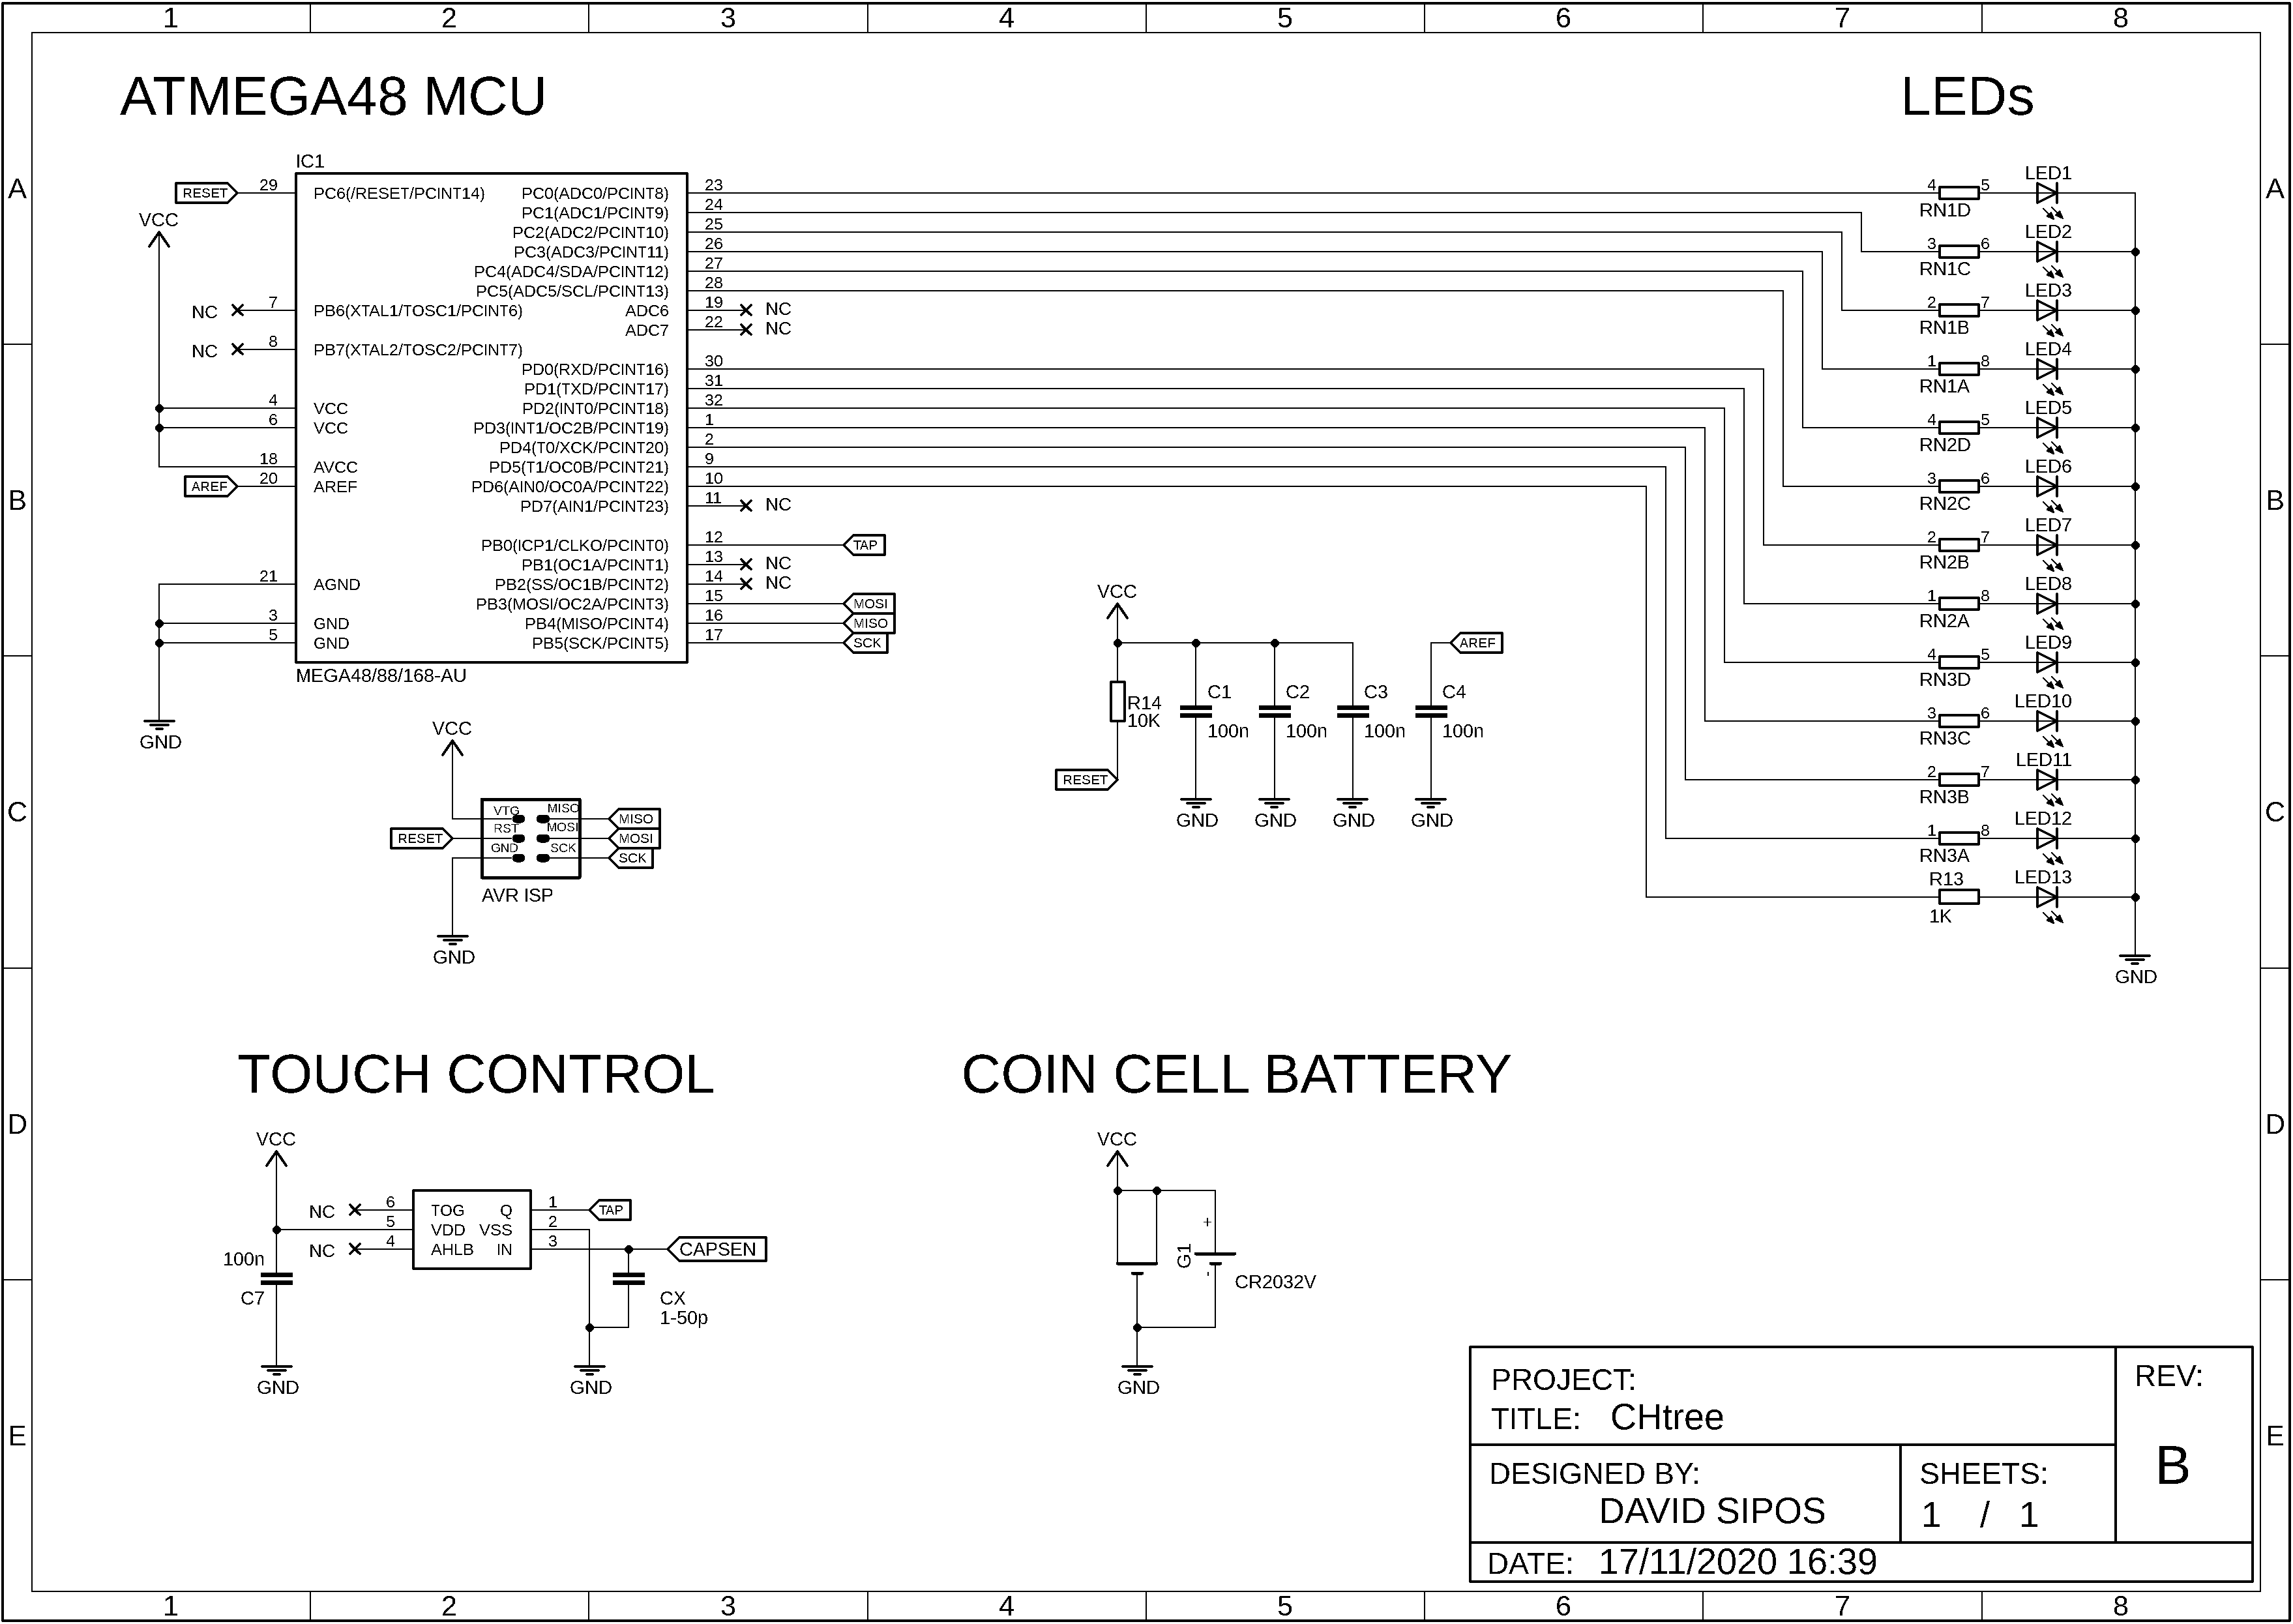 1 2 3 4 5 6 7 8
ATMEGA48 MCU
LEDs
A
A
B
B
C
C
D
D
E
E
IC1
RESET 29 PC6(/RESET/PCINT14)
VCC
NC 7 PB6(XTAL1/TOSC1/PCINT6)
NC 8 PB7(XTAL2/TOSC2/PCINT7)
4 VCC
6 VCC
18 AVCC
AREF 20 AREF
21 AGND
3 GND
5 GND
GND
PC0(ADC0/PCINT8) 23
PC1(ADC1/PCINT9) 24
PC2(ADC2/PCINT10) 25
PC3(ADC3/PCINT11) 26
PC4(ADC4/SDA/PCINT12) 27
PC5(ADC5/SCL/PCINT13) 28
ADC6 19 NC
ADC7 22 NC
PD0(RXD/PCINT16) 30
PD1(TXD/PCINT17) 31
PD2(INT0/PCINT18) 32
PD3(INT1/OC2B/PCINT19) 1
PD4(T0/XCK/PCINT20) 2
PD5(T1/OC0B/PCINT21) 9
PD6(AIN0/OC0A/PCINT22) 10
PD7(AIN1/PCINT23) 11 NC
PB0(ICP1/CLKO/PCINT0) 12 TAP
PB1(OC1A/PCINT1) 13 NC
PB2(SS/OC1B/PCINT2) 14 NC
PB3(MOSI/OC2A/PCINT3) 15 MOSI
PB4(MISO/PCINT4) 16 MISO
PB5(SCK/PCINT5) 17 SCK
MEGA48/88/168-AU
VCC
VTG MISO MISO
RESET RST MOSI MOSI
GND SCK SCK
AVR ISP
GND
VCC
AREF
R14
10K
C1
100n
C2
100n
C3
100n
C4
100n
RESET
GND GND GND GND
4 5 LED1
RN1D
3 6 LED2
RN1C
2 7 LED3
RN1B
1 8 LED4
RN1A
4 5 LED5
RN2D
3 6 LED6
RN2C
2 7 LED7
RN2B
1 8 LED8
RN2A
4 5 LED9
RN3D
3 6 LED10
RN3C
2 7 LED11
RN3B
1 8 LED12
RN3A
R13 LED13
1K
GND
TOUCH CONTROL
VCC
NC 6 TOG Q 1 TAP
5 VDD VSS 2
NC 4 AHLB IN 3 CAPSEN
100n
C7
CX
1-50p
GND
GND
COIN CELL BATTERY
VCC
+
G1
-
CR2032V
GND
PROJECT:
TITLE: CHtree
REV:
B
DESIGNED BY:
DAVID SIPOS
SHEETS:
1 / 1
DATE: 17/11/2020 16:39
1 2 3 4 5 6 7 8